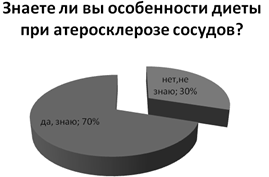 Знаете ли вы особенности диеты
при атеросклерозе сосудов?
нет,не
знаю; 30%
да, знаю; 70%